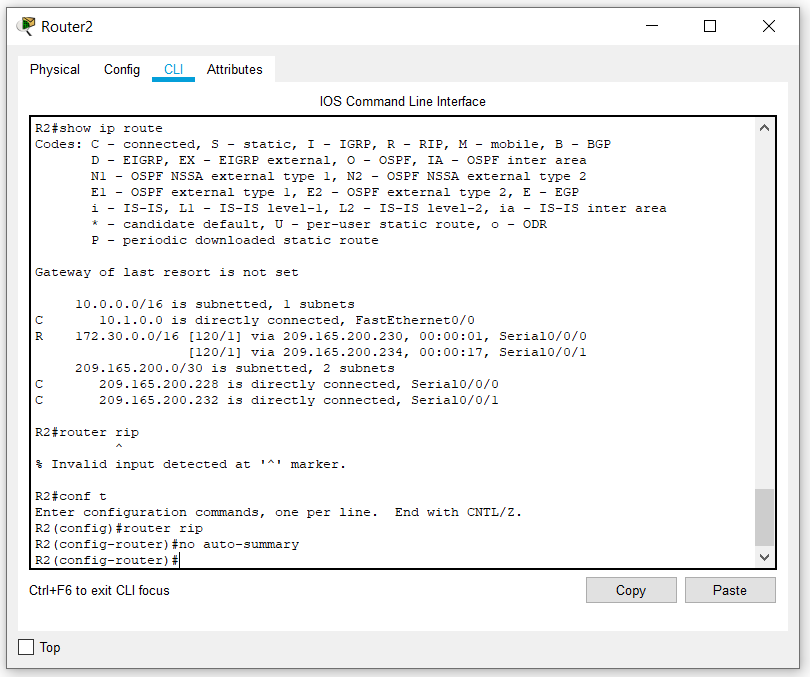 Router2
Physical Config CLI Attributes
IOS Command Line Interface
R2#show ip route
Codes: C - connected, S - static, I - IGRP, R - RIP, M - mobile, B - BGP
       D - EIGRP, EX - EIGRP external, O - OSPF, IA - OSPF inter area
       N1 - OSPF NSSA external type 1, N2 - OSPF NSSA external type 2
       E1 - OSPF external type 1, E2 - OSPF external type 2, E - EGP
       i - IS-IS, L1 - IS-IS level-1, L2 - IS-IS level-2, ia - IS-IS inter area
       * - candidate default, U - per-user static route, o - ODR
       P - periodic downloaded static route
Gateway of last resort is not set
     10.0.0.0/16 is subnetted, 1 subnets
C       10.1.0.0 is directly connected, FastEthernet0/0
R    172.30.0.0/16 [120/1] via 209.165.200.230, 00:00:01, Serial0/0/0
                   [120/1] via 209.165.200.234, 00:00:17, Serial0/0/1
     209.165.200.0/30 is subnetted, 2 subnets
C       209.165.200.228 is directly connected, Serial0/0/0
C       209.165.200.232 is directly connected, Serial0/0/1
R2#router rip
          ^
% Invalid input detected at '^' marker.
R2#conf t
Enter configuration commands, one per line.  End with CNTL/Z.
R2(config)#router rip
R2(config-router)#no auto-summary
R2(config-router)#
Ctrl+F6 to exit CLI focus
Copy Paste
Top